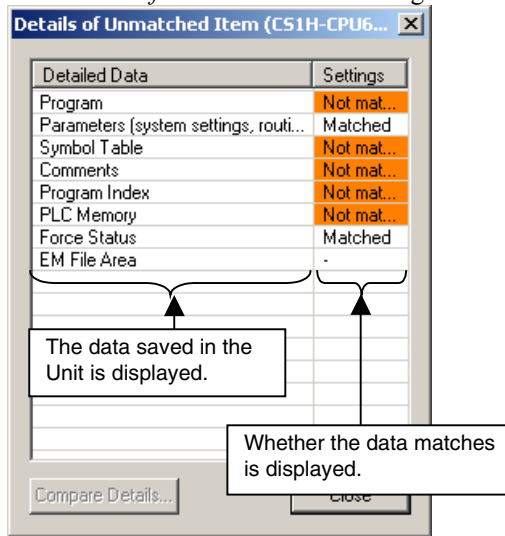 Details of Unmatched Item (CS1H-CPU6...
Detailed Data Settings
Program Not mat...
Parameters (system settings, routi... Matched
Symbol Table Not mat...
Comments Not mat...
Program Index Not mat...
PLC Memory Not mat...
Force Status Matched
EM File Area -
The data saved in the
Unit is displayed.
Whether the data matches
is displayed.
Compare Details... Close